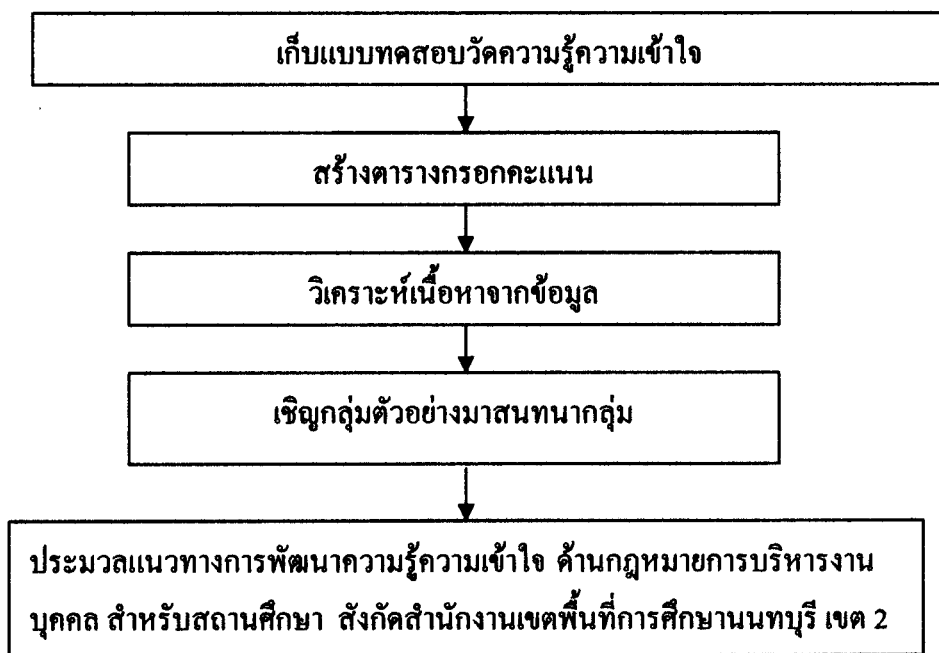 เก็บแบบทดสอบวัดความรู้ความเข้าใจ
สร้างตารางกรอกคะแนน
วิเคราะห์เนื้อหาจากข้อมูล
เชิญกลุ่มตัวอย่างมาสนทนากลุ่ม
ประมวลแนวทางการพัฒนาความรู้ความเข้าใจ ด้านกฎหมายการบริหารงาน
บุคคล สำหรับสถานศึกษา สังกัดสำนักงานเขตพื้นที่การศึกษานนทบุรี เขต 2